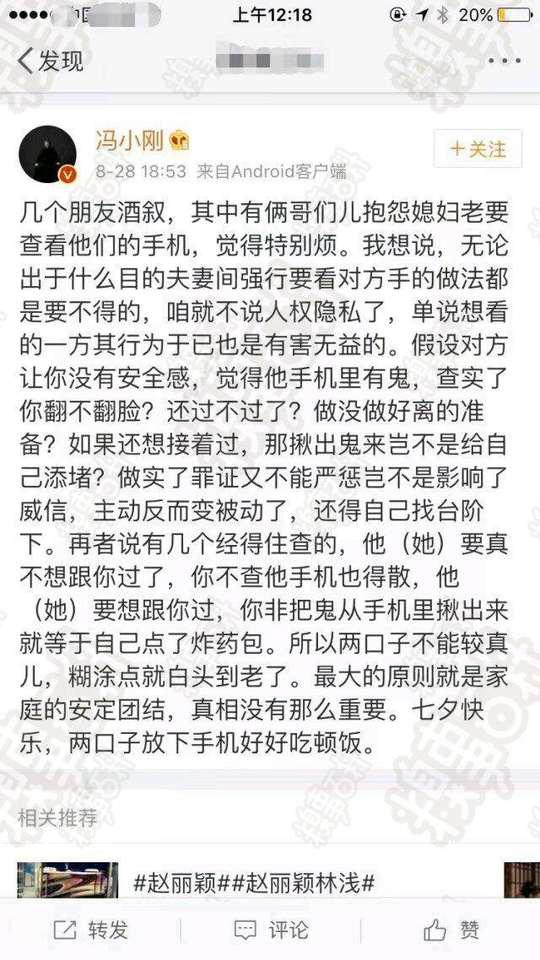 中国
上午12:18
20%
发现
冯小刚
+关注
8-28 18:53 来自Android客户端
几个朋友酒叙，其中有俩哥们儿抱怨媳妇老要
查看他们的手机，觉得特别烦。我想说，无论
出于什么目的夫妻间强行要看对方手的做法都
是要不得的，咱就不说人权隐私了，单说想看
的一方其行为于已也是有害无益的。假设对方
让你没有安全感，觉得他手机里有鬼，查实了
你翻不翻脸？还过不过了？做没做好离的准
备？如果还想接着过，那揪出鬼来岂不是给自
己添堵？做实了罪证又不能严惩岂不是影响了
威信，主动反而变被动了，还得自己找台阶
下。再者说有几个经得住查的，他（她）要真
不想跟你过了，你不查他手机也得散，他
（她）要想跟你过，你非把鬼从手机里揪出来
就等于自己点了炸药包。所以两口子不能较真
儿，糊涂点就白头到老了。最大的原则就是家
庭的安定团结，真相没有那么重要。七夕快
乐，两口子放下手机好好吃顿饭。
相关推荐
#赵丽颖##赵丽颖林浅#
转发
评论
赞